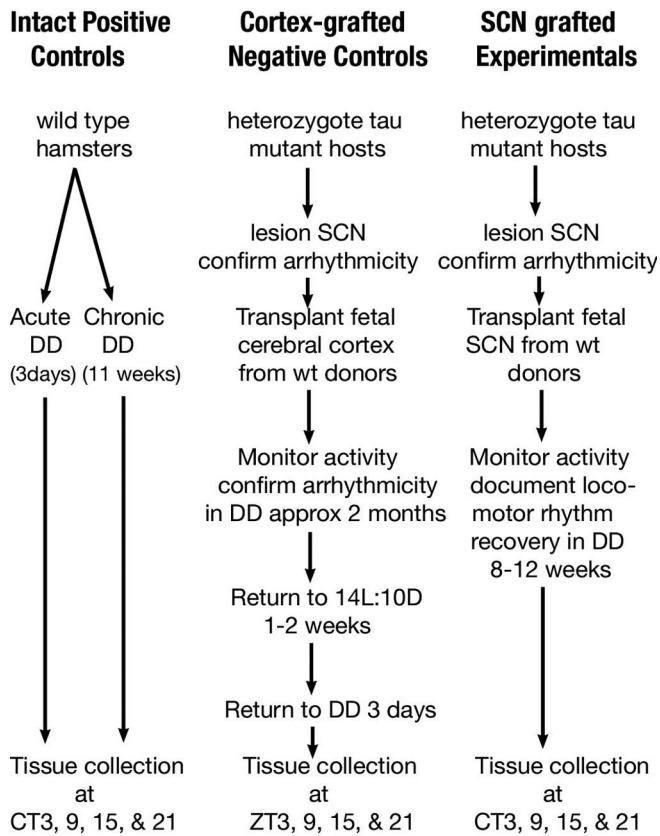 Intact Positive
Controls
wild type
hamsters
Acute
DD
(3days)
Chronic
DD
(11 weeks)
Tissue collection
at
CT3, 9, 15, & 21
Cortex-grafted
Negative Controls
heterozygote tau
mutant hosts
lesion SCN
confirm arrhythmicity
Transplant fetal
cerebral cortex
from wt donors
Monitor activity
confirm arrhythmicity
in DD approx 2 months
Return to 14L:10D
1-2 weeks
Return to DD 3 days
Tissue collection
at
ZT3, 9, 15, & 21
SCN grafted
Experimentals
heterozygote tau
mutant hosts
lesion SCN
confirm arrhythmicity
Transplant fetal
SCN from wt
donors
Monitor activity
document loco-
motor rhythm
recovery in DD
8-12 weeks
Tissue collection
at
CT3, 9, 15, & 21